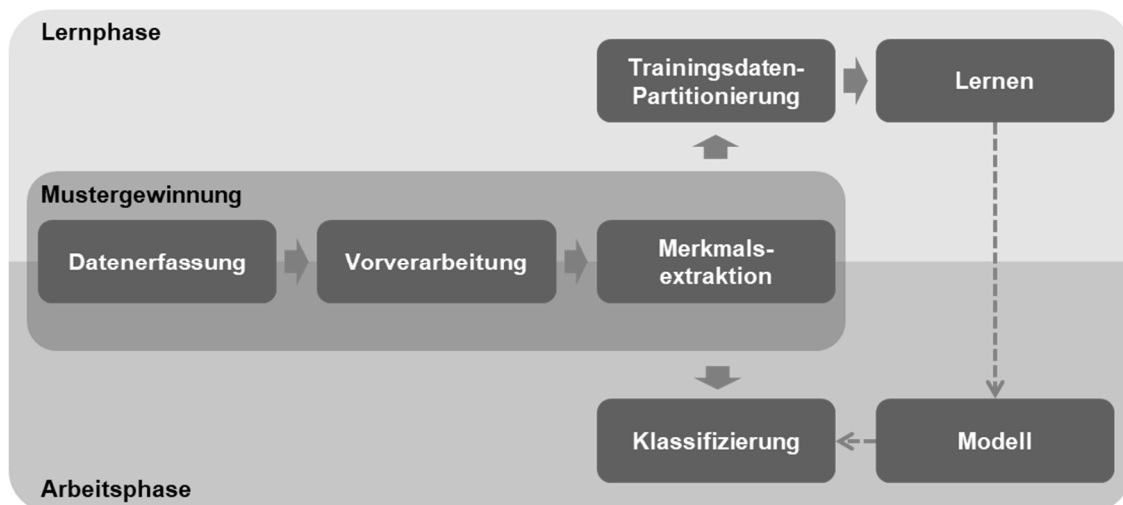 Lernphase
Trainingsdaten-
Partitionierung
Lernen
Mustergewinnung
Datenerfassung
Vorverarbeitung
Merkmals-
extraktion
Klassifizierung
Modell
Arbeitsphase